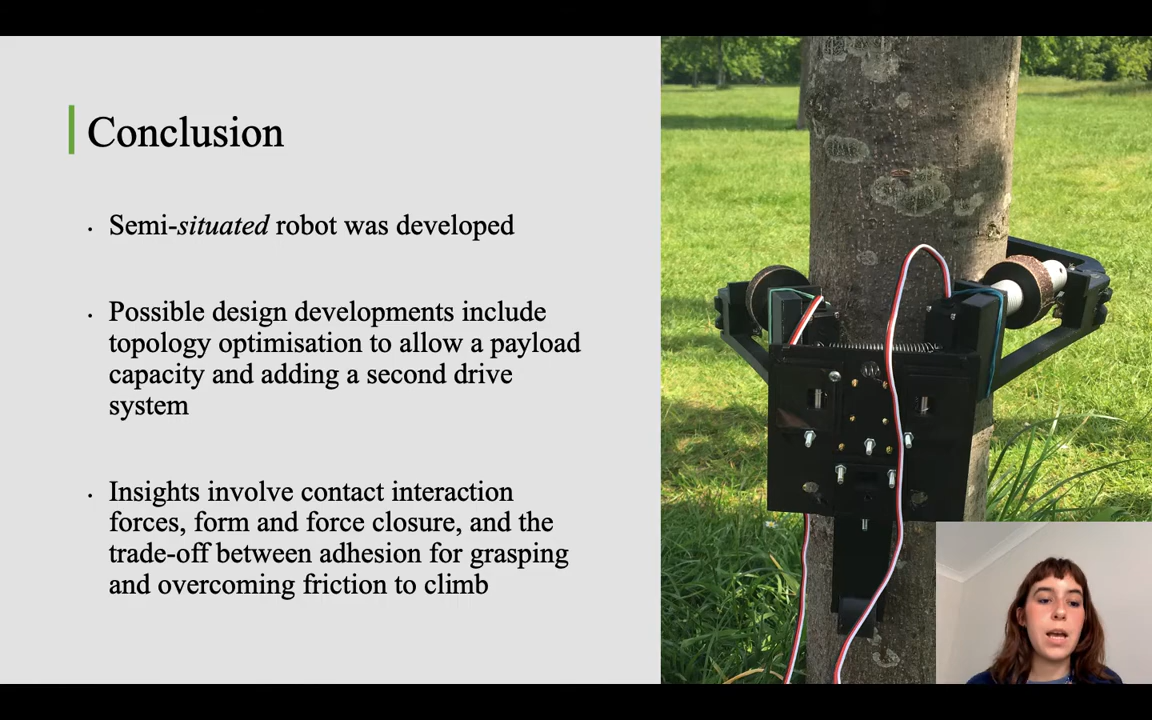 Conclusion
• Semi-situated robot was developed
• Possible design developments include
topology optimisation to allow a payload
capacity and adding a second drive
system
• Insights involve contact interaction
forces, form and force closure, and the
trade-off between adhesion for grasping
and overcoming friction to climb